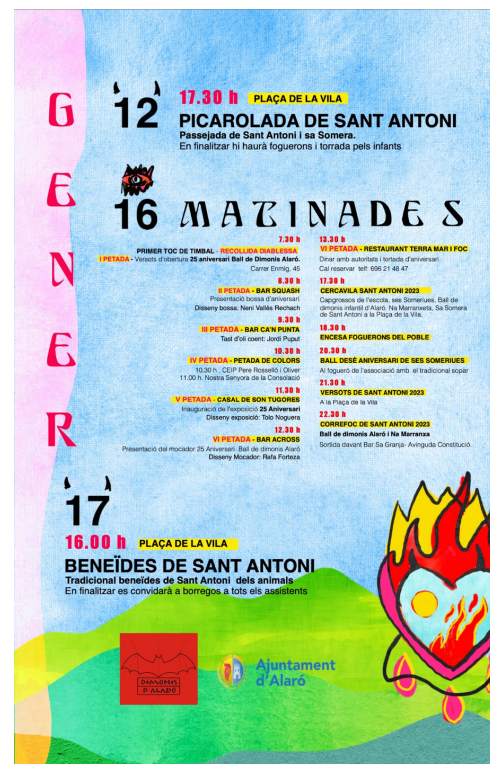 GENER
12
17.30 h PLAÇA DE LA VILA
PICAROLADA DE SANT ANTONI
Passejada de Sant Antoni i sa Somera.
En finalitzar hi haurà foguerons i torrada pels infants
16 MATINADES
7.30 h
PRIMER TOC DE TIMBAL - RECOLLIDA DIABLESSA
I PETADA - Versots d'obertura 25 aniversari Ball de Dimonis Alaró.
Carrer Enmig, 45
8.30 h
II PETADA - BAR SQUASH
Presentació bossa d'aniversari
Disseny bossa: Neni Vallès Rechach
9.30 h
III PETADA - BAR CA'N PUNTA
Tast d'oli coent: Jordi Puput
10.30 h
IV PETADA - PETADA DE COLORS
10.30 h . CEIP Pere Rosselló i Oliver
11.00 h. Nostra Senyora de la Consolació
11.30 h
V PETADA - CASAL DE SON TUGORES
Inauguració de l'exposició 25 Aniversari
Disseny exposició: Tolo Noguera
12.30 h
VI PETADA - BAR ACROSS
Presentació del mocador 25 Aniversari Ball de dimonis Alaró
Disseny Mocador: Rafa Forteza
13.30 h
VI PETADA - RESTAURANT TERRA MAR I FOC
Dinar amb autoritats i tortada d'aniversari
Cal reservar telf: 696 21 48 47
17.30 h
CERCAVILA SANT ANTONI 2023
Capgrossos de l'escola, ses Someriues, Ball de
dimonis infantil d'Alaró. Na Marranxeta, Sa Somera
de Sant Antoni a la Plaça de la Vila.
18.30 h
ENCESA FOGUERONS DEL POBLE
20.30 h
BALL DESÈ ANIVERSARI DE SES SOMERIUES
Al fogueró de l'associació amb el tradicional sopar
21.30 h
VERSOTS DE SANT ANTONI 2023
A la Plaça de la Vila
22.30 h
CORREFOC DE SANT ANTONI 2023
Ball de dimonis Alaró i Na Marranxa
Sortida davant Bar Sa Granja- Avinguda Constitució.
17
16.00 h PLAÇA DE LA VILA
BENEÏDES DE SANT ANTONI
Tradicional beneïdes de Sant Antoni dels animals
En finalitzar es convidarà a borregos a tots els assistents
DIMONIS
D'ALARÓ
Ajuntament
d'Alaró